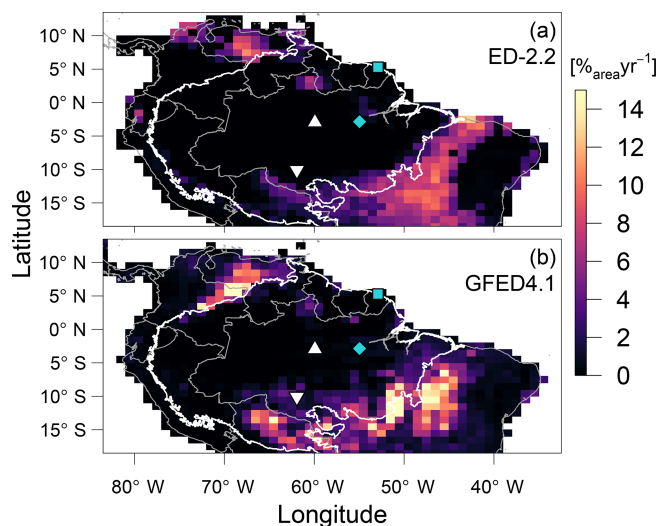 (a)
ED-2.2
[%area yr−1]
10° N
5° N
0° N
5° S
10° S
15° S
14
12
10
8
6
4
2
0
Latitude
(b)
GFED4.1
10° N
5° N
0° N
5° S
10° S
15° S
80° W
70° W
60° W
50° W
40° W
Longitude